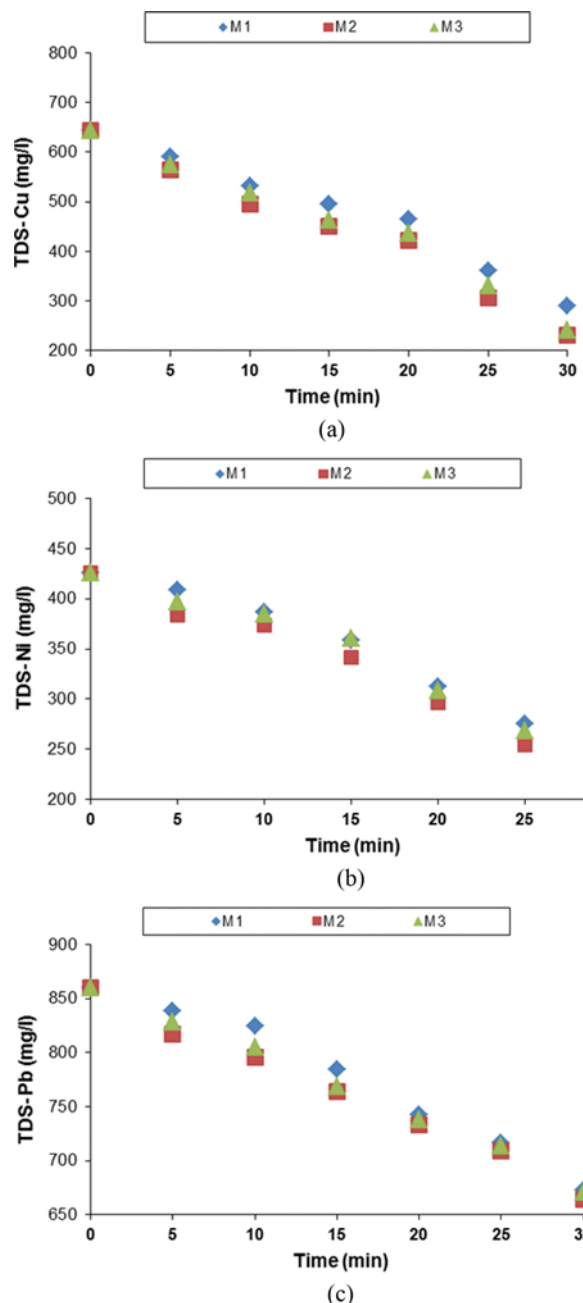 M1 M2 M3
800
700
600
500
400
300
200
TDS-Cu (mg/l)
0 5 10 15 20 25 30
Time (min)
(a)
M1 M2 M3
500
450
400
350
300
250
200
TDS-Ni (mg/l)
0 5 10 15 20 25
Time (min)
(b)
M1 M2 M3
900
850
800
750
700
650
TDS-Pb (mg/l)
0 5 10 15 20 25
Time (min)
(c)